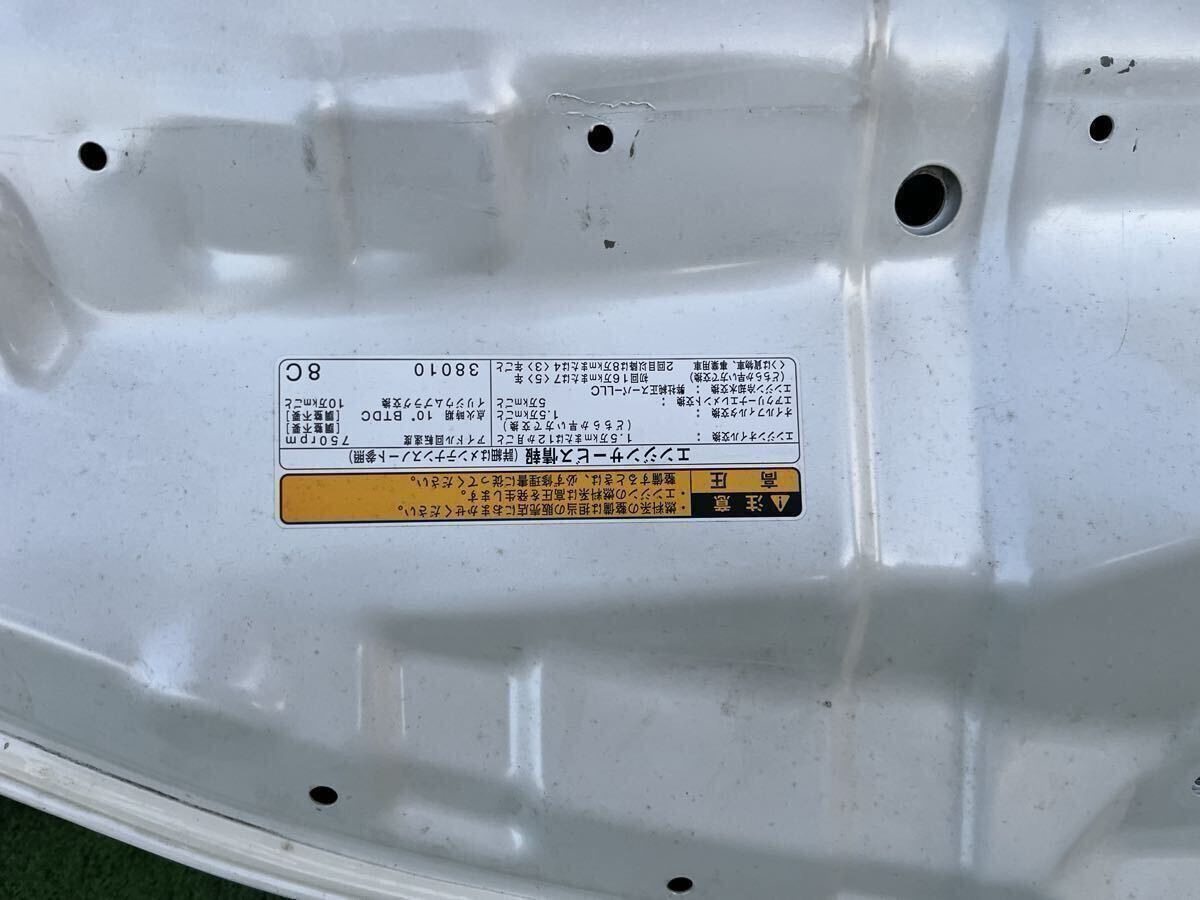 ⚠注意
高圧
・燃料系の整備は担当の販売店におまかせください。
・エンジンの燃料系は高圧を発生します。
整備するときは、必ず修理書に従ってください。
エンジンサービス情報 (詳細はメンテナンスノート参照)
エンジンオイル交換 : 1.5万kmまたは12か月ごと
(どちらか早い方で交換)
オイルフィルタ交換 : 1.5万kmごと
エアクリーナーエレメント交換 : 5万kmごと
エンジン冷却水交換 : 弊社純正スーパーLLC
(どちらか早い方で交換) 初回16万kmまたは7〈5〉年
〈 〉は貨物車、事業用車 2回目以降は8万kmまたは4〈3〉年ごと
アイドル回転速度 750rpm
[調整不要]
点火時期 10°BTDC
[調整不要]
イリジウムプラグ交換 10万kmごと
38010 8C